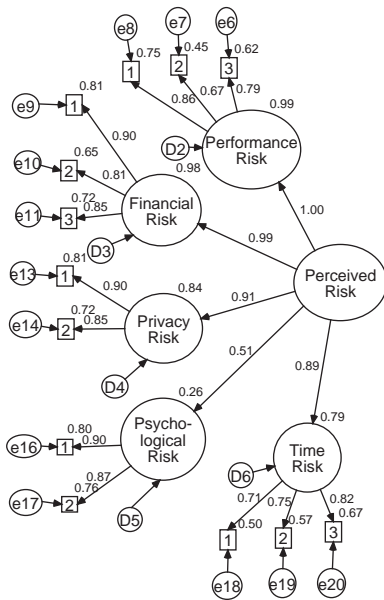 e8
e7
e6
0.75
0.45
0.62
1
2
3
0.86
0.67
0.79
0.99
e9
0.81
1
D2
Performance
Risk
0.90
0.98
e10
0.65
2
0.81
e11
0.72
3
0.85
Financial
Risk
1.00
D3
0.99
Perceived
Risk
e13
0.81
1
0.90
0.84
0.91
e14
0.72
2
0.85
Privacy
Risk
D4
0.51
0.89
0.26
e16
0.80
1
0.90
Psycho-
logical
Risk
0.79
Time
Risk
D6
e17
0.87
2
0.76
D5
0.71
0.75
0.82
0.50
0.57
0.67
1
2
3
e18
e19
e20